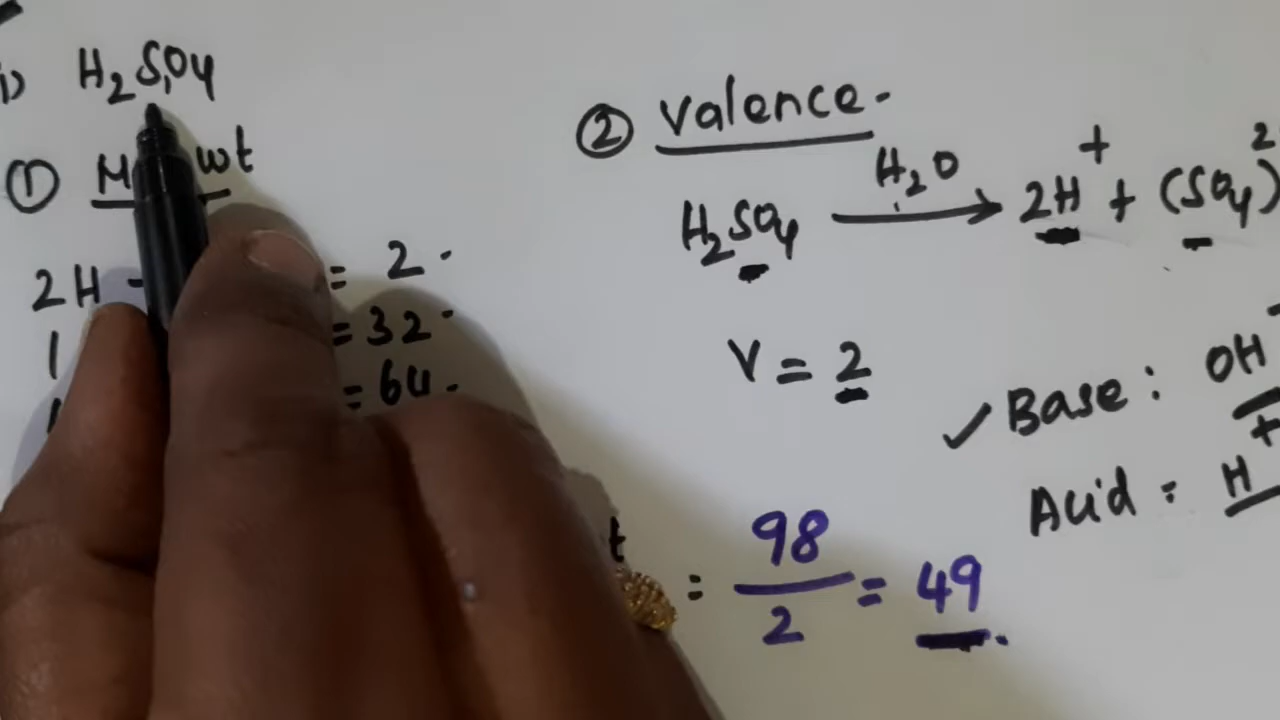 i) H2SO4
① wt
2H - = 2.
1 = 32.
= 64.
= 98/2 = 49.
② Valence.
H2SO4 —H2O→ 2H+ + (SO4)2
V = 2
✓ Base : OH-
Acid : H+